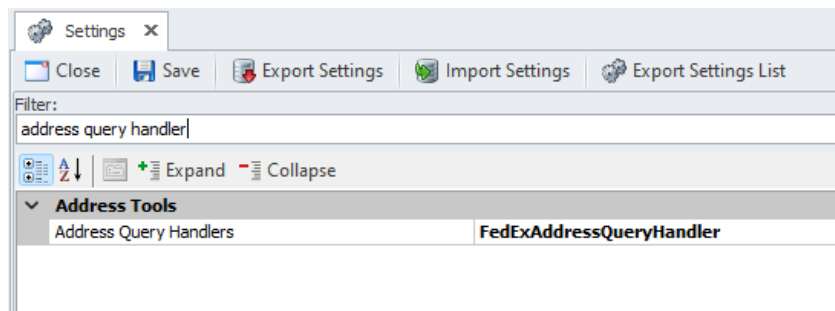 Settings
Close Save Export Settings Import Settings Export Settings List
Filter:
address query handler
Expand Collapse
Address Tools
Address Query Handlers FedExAddressQueryHandler